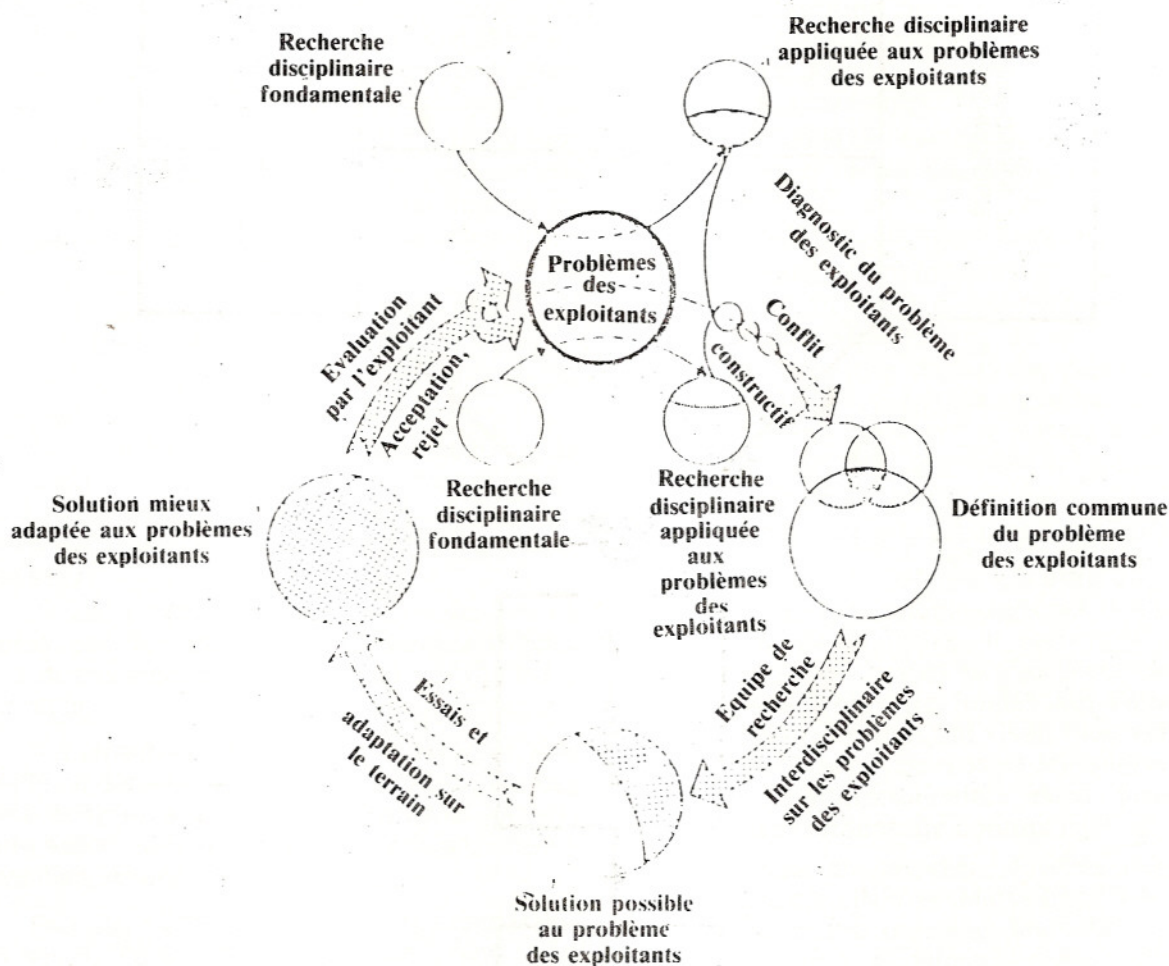 Recherche
disciplinaire
fondamentale
Recherche disciplinaire
appliquée aux problèmes
des exploitants
Diagnostic du problème
des exploitants
Problèmes
des
exploitants
Conflit
constructif
Evaluation
par l'exploitant
Acceptation,
rejet
Recherche
disciplinaire
fondamentale
Recherche
disciplinaire
appliquée
aux
problèmes
des
exploitants
Solution mieux
adaptée aux problèmes
des exploitants
Définition commune
du problème
des exploitants
Equipe de
recherche
Interdisciplinaire
sur les problèmes
des exploitants
Essais et
adaptation sur
le terrain
Solution possible
au problème
des exploitants